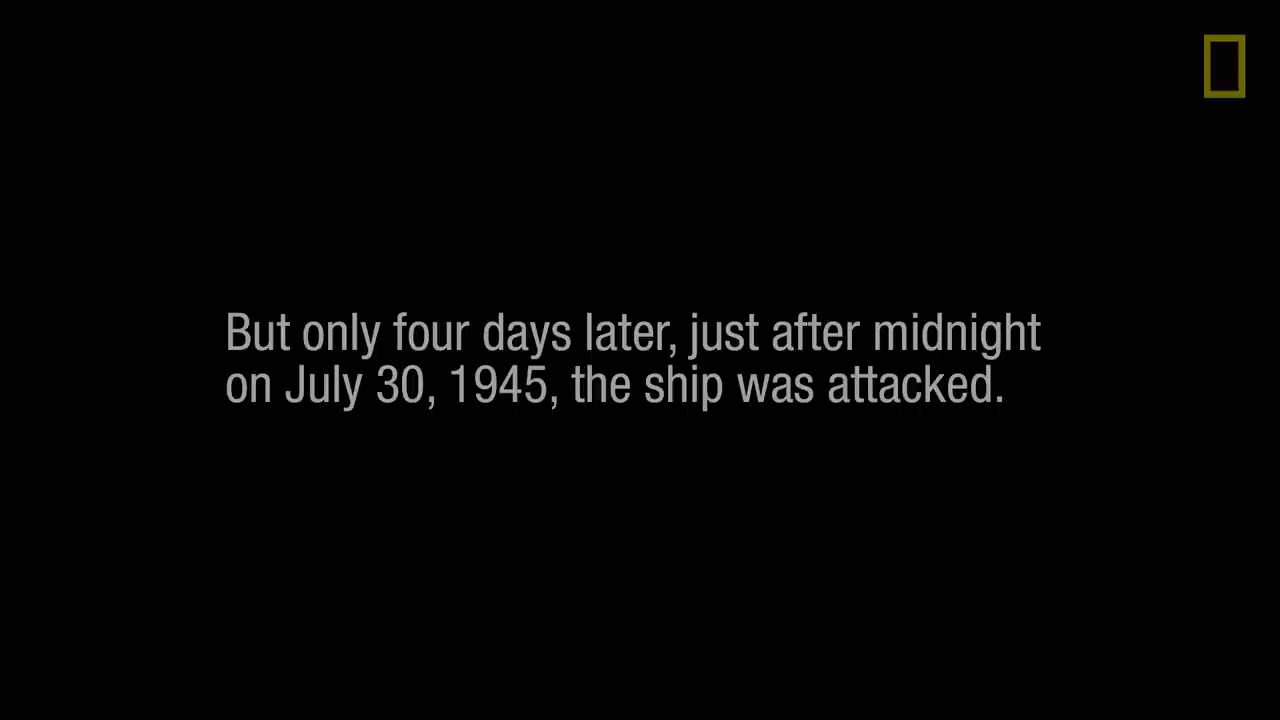 But only four days later, just after midnight
on July 30, 1945, the ship was attacked.